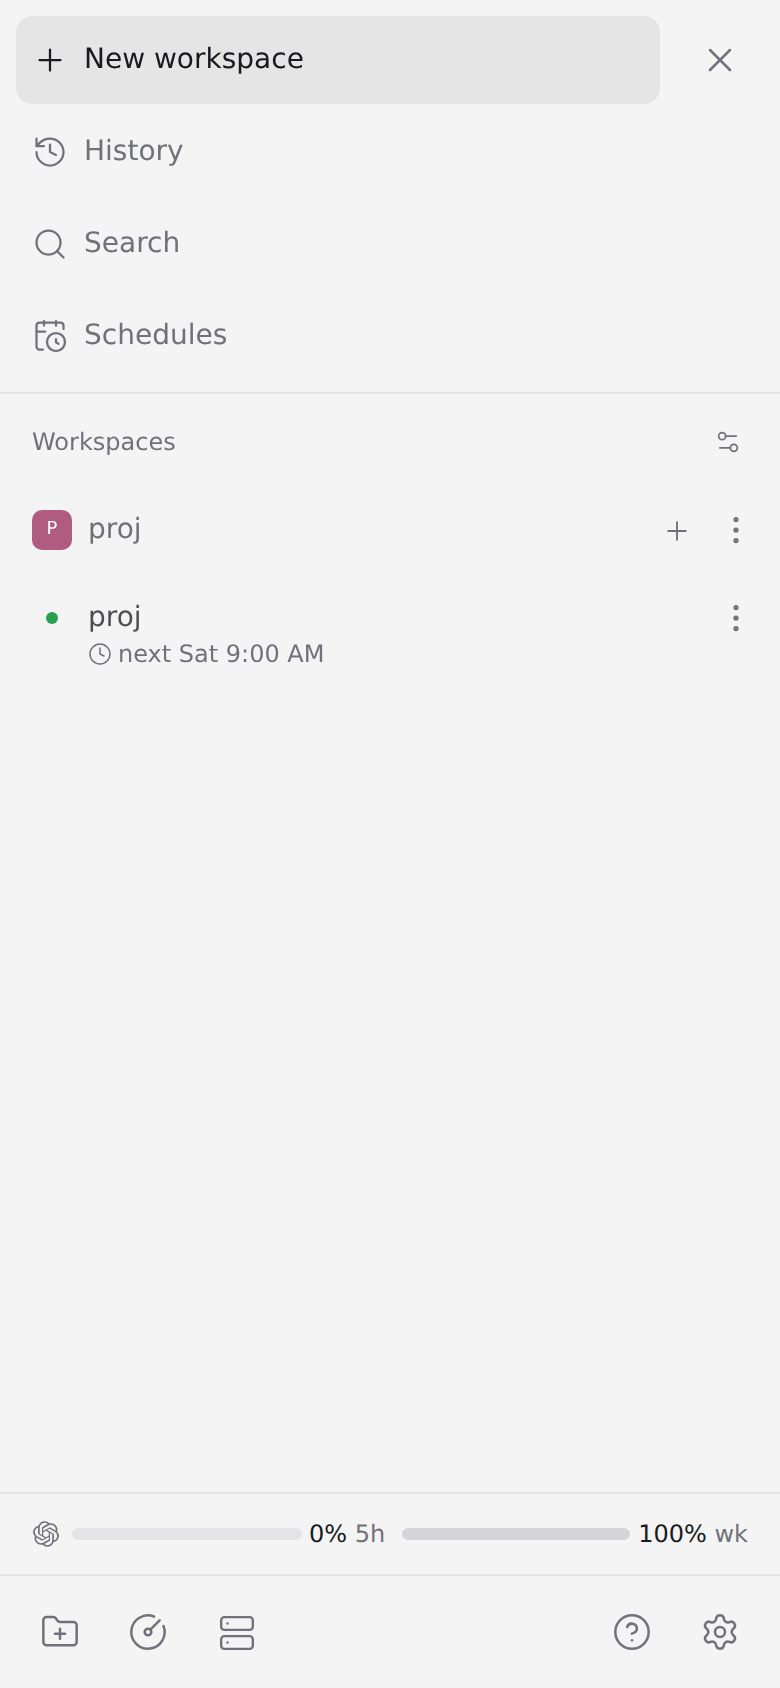 New workspace
History
Search
Schedules
Workspaces
P proj
proj
next Sat 9:00 AM
0% 5h 100% wk